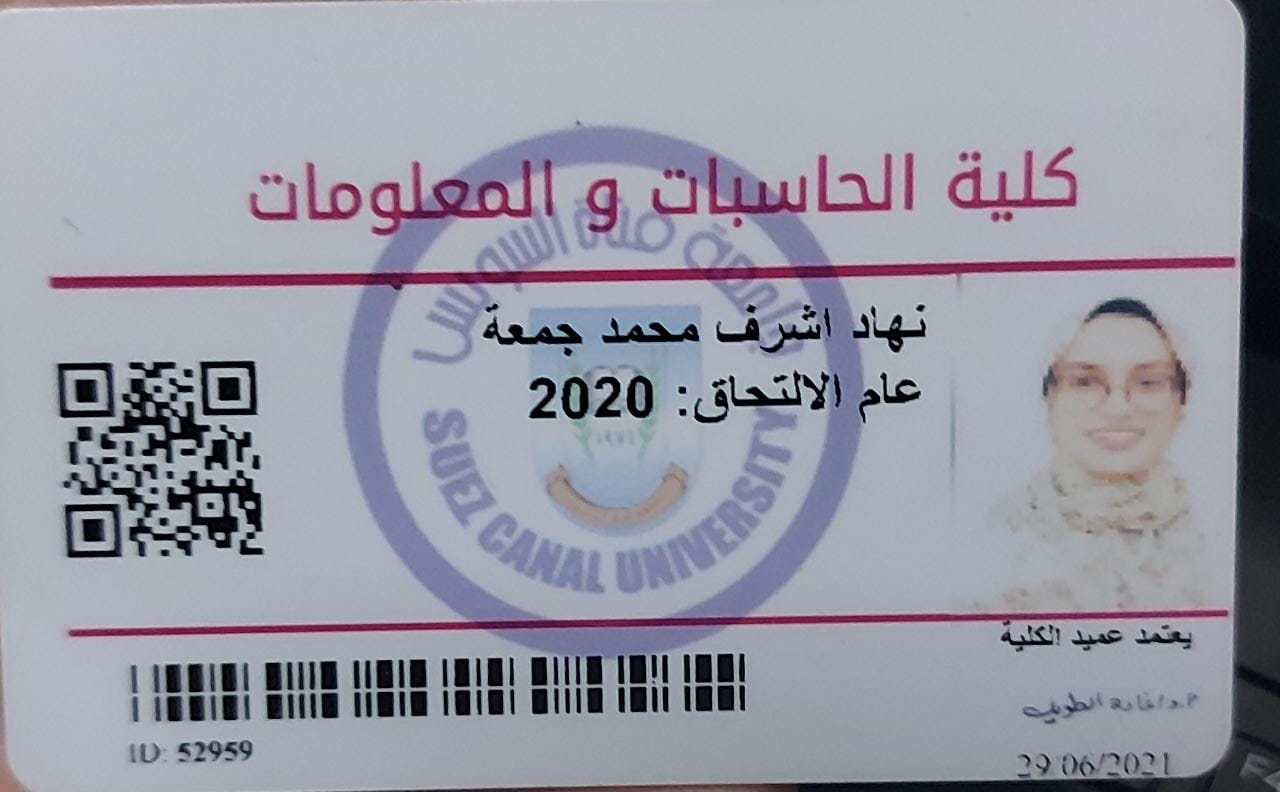 كلية الحاسبات و المعلومات
جامعة قناة السويس
نهاد اشرف محمد جمعة
عام الالتحاق: 2020
١٩٧٦
SUEZ CANAL UNIVERSITY
يعتمد عميد الكلية
أ.د/غادة الطويل
ID: 52959
29/06/2021
F4